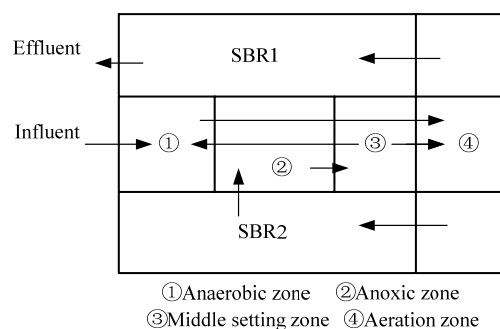 Effluent
SBR1
Influent
① ② ③ ④
SBR2
①Anaerobic zone ②Anoxic zone
③Middle setting zone ④Aeration zone